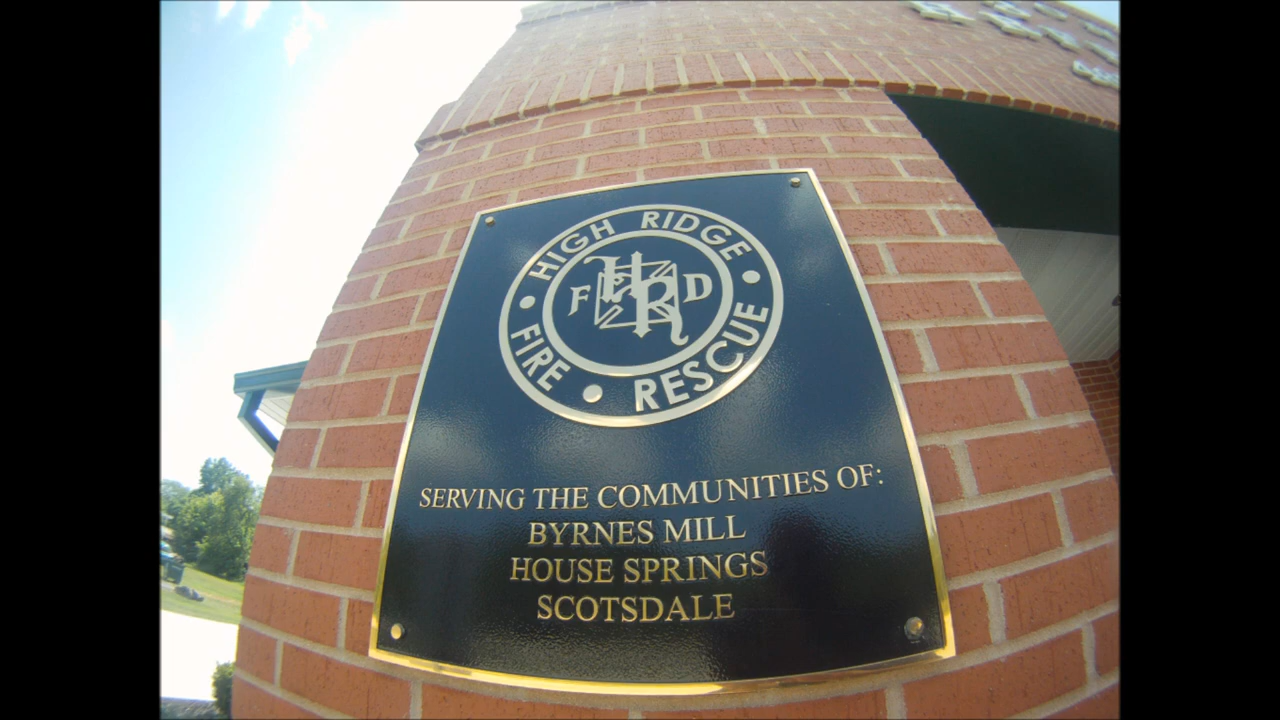 HIGH RIDGE
FIRE • RESCUE
F HR D
SERVING THE COMMUNITIES OF:
BYRNES MILL
HOUSE SPRINGS
SCOTSDALE